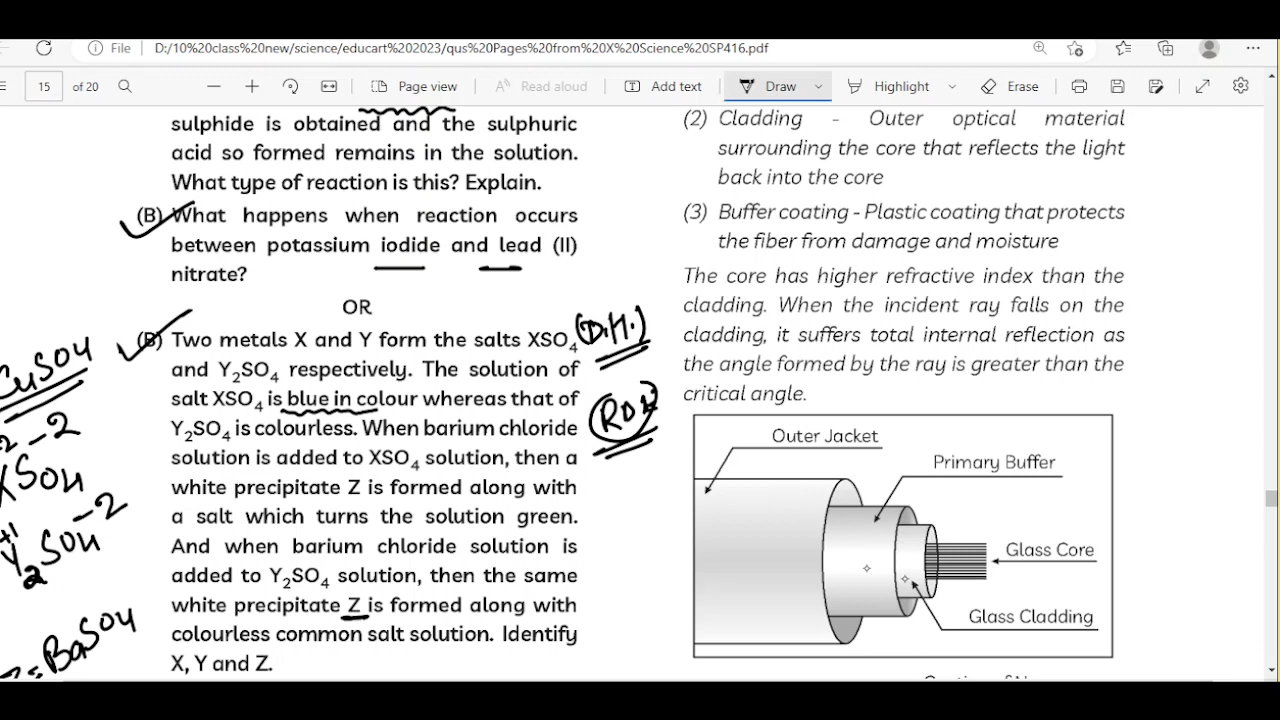 File
D:/10%20class%20new/science/educart%202023/qus%20Pages%20from%20X%20Science%20SP416.pdf
15 of 20
Page view
Read aloud
Add text
Draw
Highlight
Erase
sulphide is obtained and the sulphuric
acid so formed remains in the solution.
What type of reaction is this? Explain.
(B) What happens when reaction occurs
between potassium iodide and lead (II)
nitrate?
OR
(B) Two metals X and Y form the salts XSO₄
and Y₂SO₄ respectively. The solution of
salt XSO₄ is blue in colour whereas that of
Y₂SO₄ is colourless. When barium chloride
solution is added to XSO₄ solution, then a
white precipitate Z is formed along with
a salt which turns the solution green.
And when barium chloride solution is
added to Y₂SO₄ solution, then the same
white precipitate Z is formed along with
colourless common salt solution. Identify
X, Y and Z.
(D.H.)
CuSO4
-2
XSO4
+1 -2
Y2SO4
BaSO4
(2) Cladding - Outer optical material
surrounding the core that reflects the light
back into the core
(3) Buffer coating - Plastic coating that protects
the fiber from damage and moisture
The core has higher refractive index than the
cladding. When the incident ray falls on the
cladding, it suffers total internal reflection as
the angle formed by the ray is greater than the
critical angle.
Outer Jacket
Primary Buffer
Glass Core
Glass Cladding